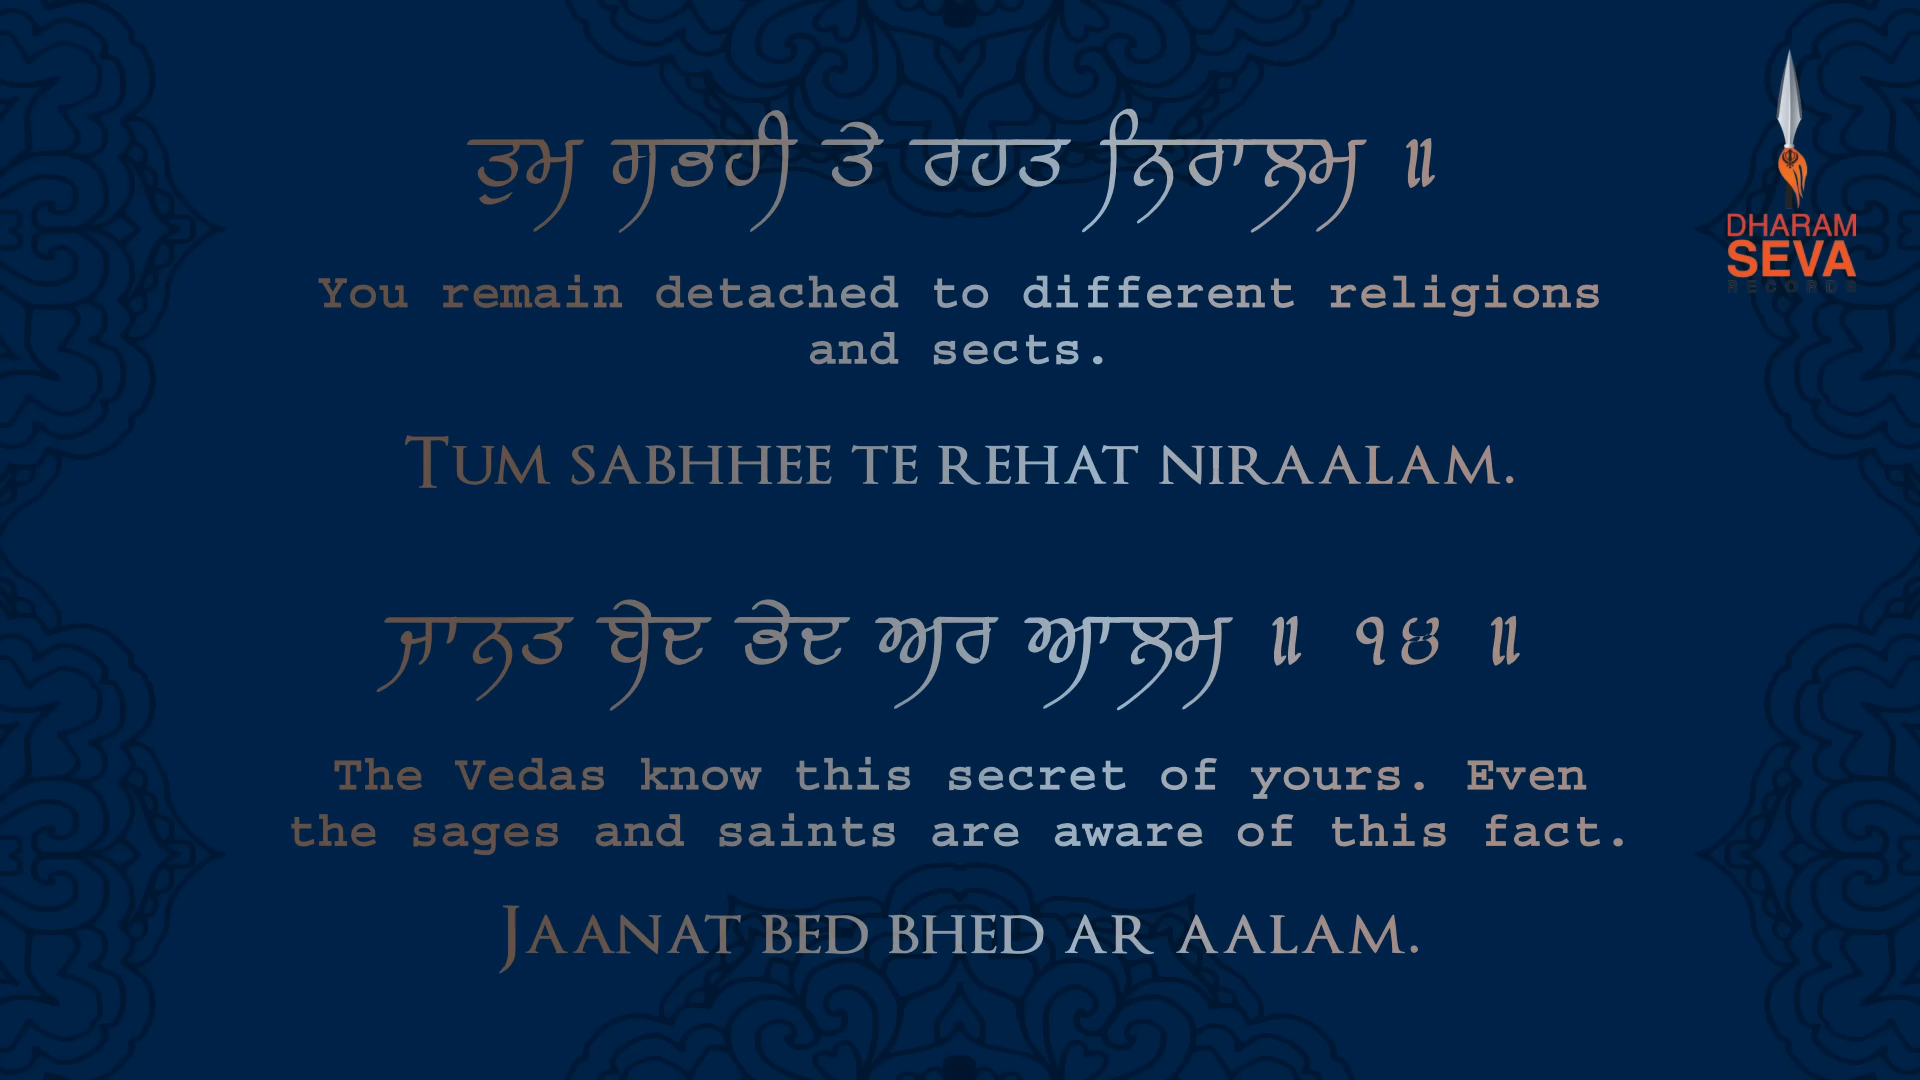 ਤੁਮ ਸਭਹੀ ਤੇ ਰਹਤ ਨਿਰਾਲਮ ॥
You remain detached to different religions
and sects.
Tum sabhhee te rehat niraalam.
ਜਾਨਤ ਬੇਦ ਭੇਦ ਅਰ ਆਲਮ ॥ ੧੪ ॥
The Vedas know this secret of yours. Even
the sages and saints are aware of this fact.
Jaanat bed bhed ar aalam.
DHARAM
SEVA
RECORDS